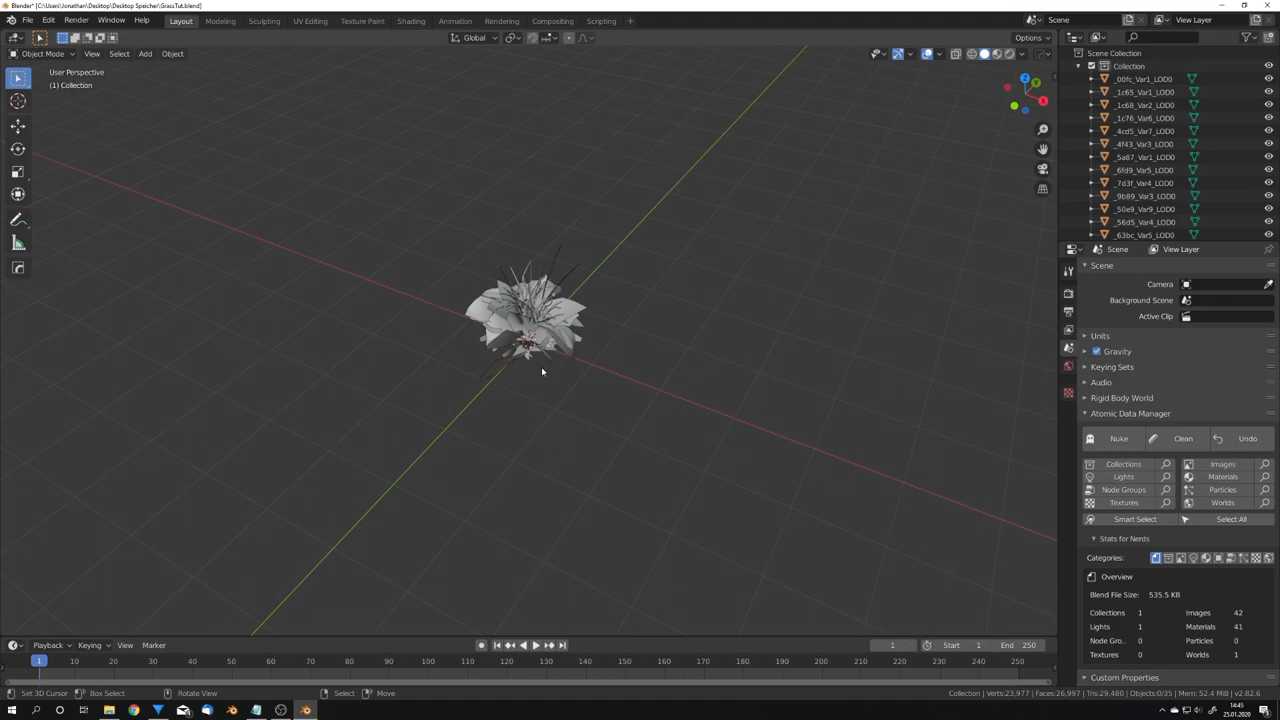 Blender* [C:\Users\Jonathan\Desktop\Desktop Speicher\GrassTut.blend]
File Edit Render Window Help Layout Modeling Sculpting UV Editing Texture Paint Shading Animation Rendering Compositing Scripting + Scene View Layer
Global Options
Object Mode View Select Add Object
User Perspective
(1) Collection
Z
Y
X
Scene Collection
Collection
_00fc_Var1_LOD0
_1c65_Var1_LOD0
_1c68_Var2_LOD0
_1c76_Var6_LOD0
_4cd5_Var7_LOD0
_4f43_Var3_LOD0
_5a87_Var1_LOD0
_6fd9_Var5_LOD0
_7d3f_Var4_LOD0
_9b89_Var3_LOD0
_50e9_Var9_LOD0
_56d5_Var4_LOD0
_63bc_Var5_LOD0
Scene View Layer
Scene
Camera
Background Scene
Active Clip
Units
Gravity
Keying Sets
Audio
Rigid Body World
Atomic Data Manager
Nuke Clean Undo
Collections Images
Lights Materials
Node Groups Particles
Textures Worlds
Smart Select Select All
Stats for Nerds
Categories:
Overview
Blend File Size: 535.5 KB
Collections 1 Images 42
Lights 1 Materials 41
Node Gro.. 0 Particles 0
Textures 0 Worlds 1
Custom Properties
Playback Keying View Marker 1 Start 1 End 250
1 10 20 30 40 50 60 70 80 90 100 110 120 130 140 150 160 170 180 190 200 210 220 230 240 250
Set 3D Cursor Box Select Rotate View Select Move Collection | Verts:23,977 | Faces:26,997 | Tris:29,480 | Objects:0/35 | Mem: 52.4 MiB | v2.82.6
14:45
25.01.2020